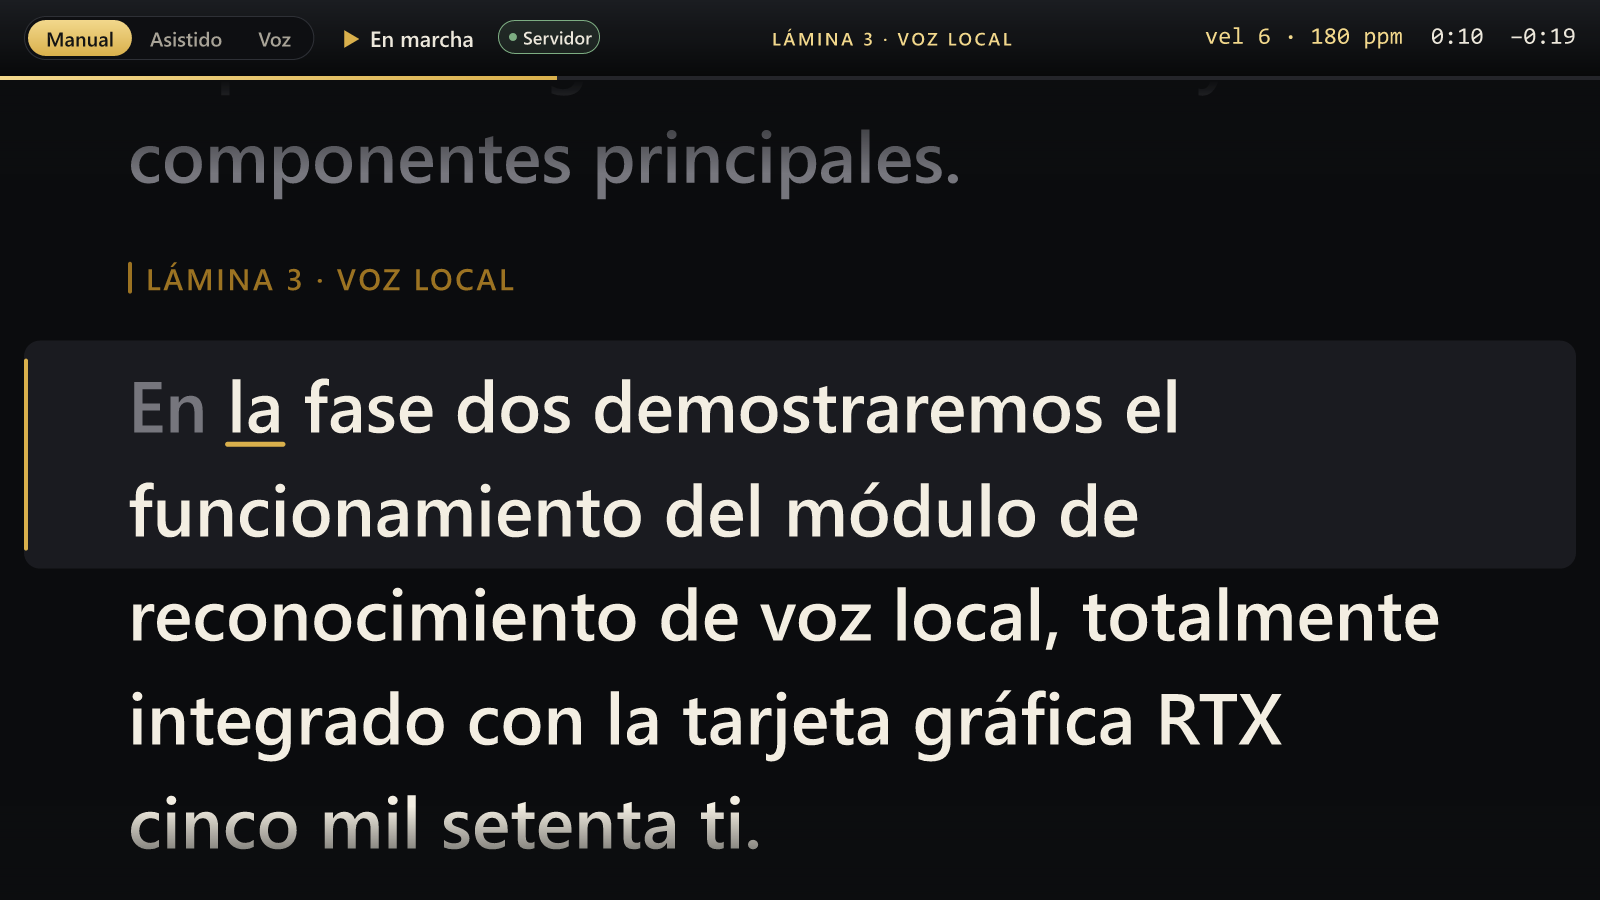 Manual Asistido Voz ▶ En marcha Servidor LÁMINA 3 · VOZ LOCAL vel 6 · 180 ppm 0:10 −0:19
componentes principales.
LÁMINA 3 · VOZ LOCAL
En la fase dos demostraremos el
funcionamiento del módulo de
reconocimiento de voz local, totalmente
integrado con la tarjeta gráfica RTX
cinco mil setenta ti.